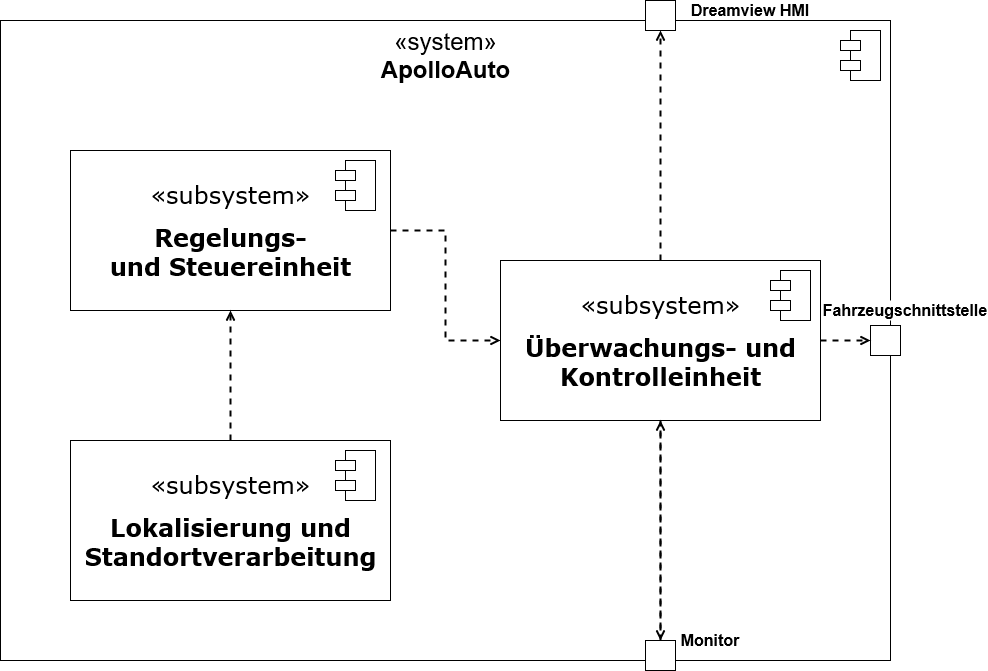 Dreamview HMI
«system»
ApolloAuto
«subsystem»
Regelungs-
und Steuereinheit
«subsystem»
Überwachungs- und
Kontrolleinheit
Fahrzeugschnittstelle
«subsystem»
Lokalisierung und
Standortverarbeitung
Monitor